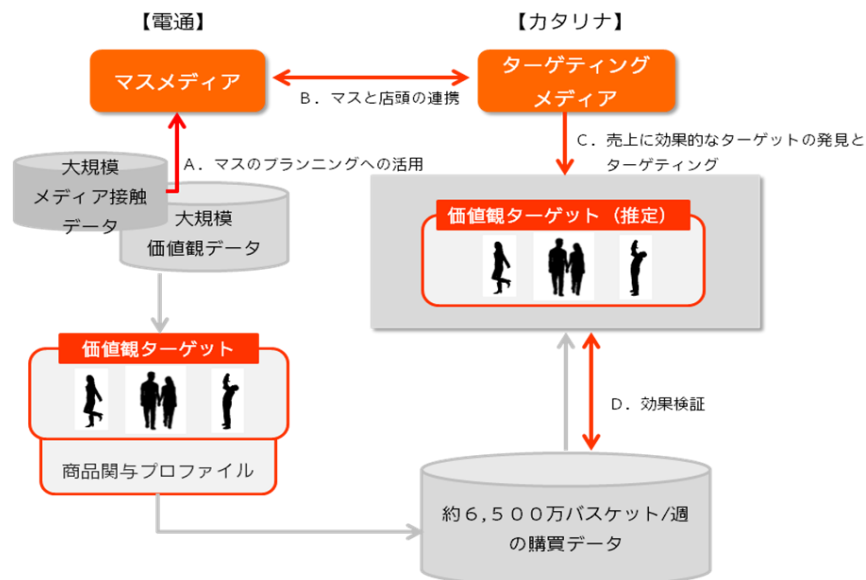 【電通】
【カタリナ】
マスメディア
ターゲティング
メディア
B．マスと店頭の連携
C．売上に効果的なターゲットの発見と
ターゲティング
A．マスのプランニングへの活用
大規模
メディア接触
データ
大規模
価値観データ
価値観ターゲット（推定）
価値観ターゲット
商品関与プロファイル
D．効果検証
約６,５００万バスケット/週
の購買データ